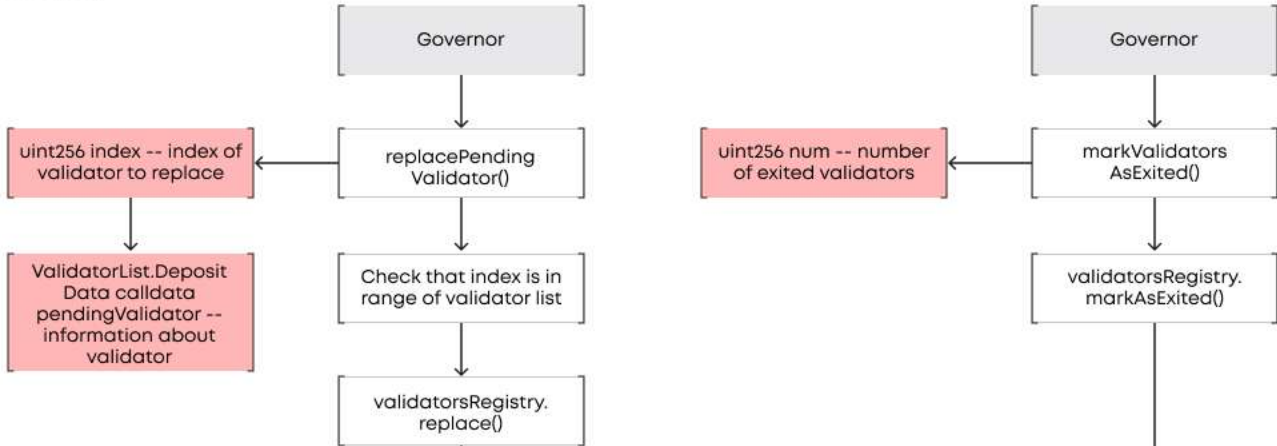 Governor
replacePending
Validator()
uint256 index -- index of
validator to replace
ValidatorList.Deposit
Data calldata
pendingValidator --
information about
validator
Check that index is in
range of validator list
validatorsRegistry.
replace()
Governor
markValidators
AsExited()
uint256 num -- number
of exited validators
validatorsRegistry.
markAsExited()